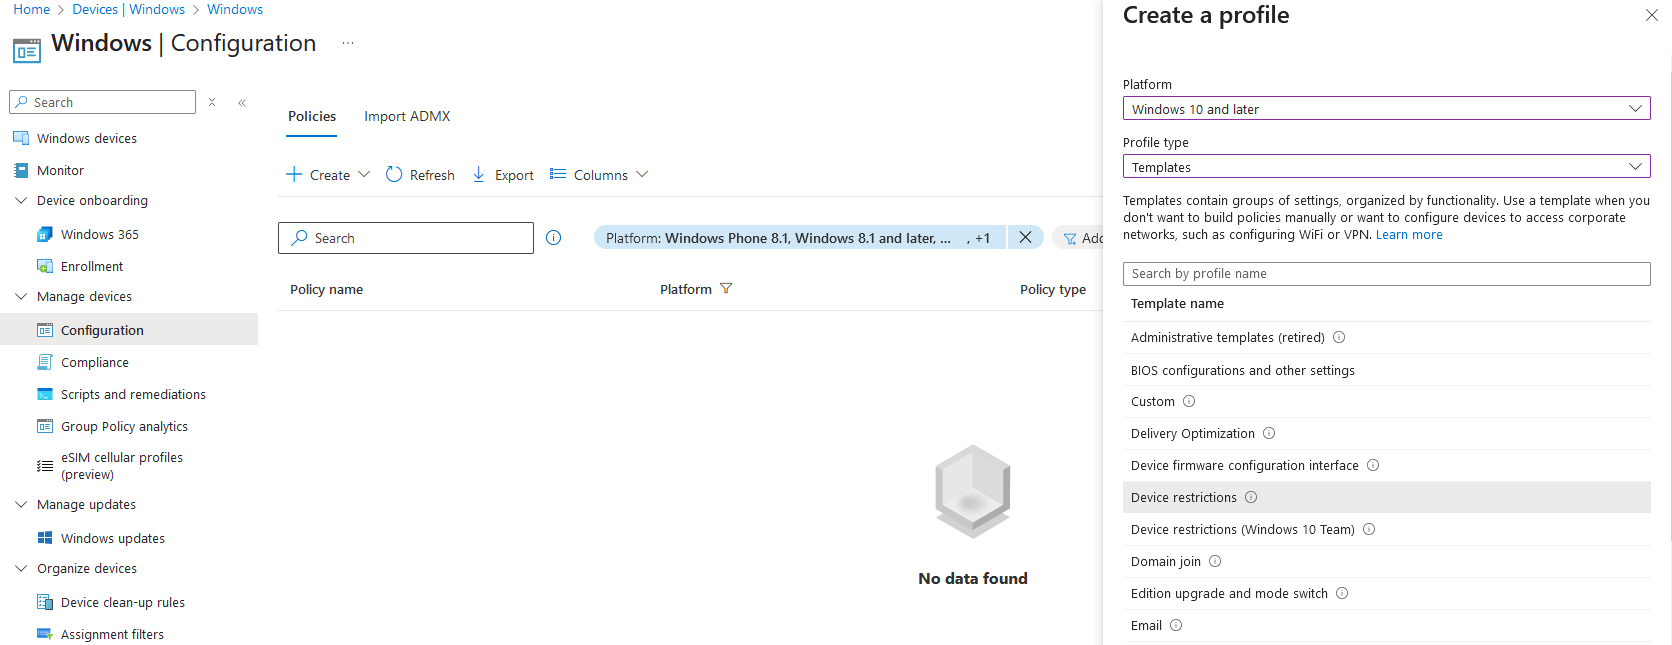 Home > Devices | Windows > Windows
Windows | Configuration ...
Search
Windows devices
Monitor
Device onboarding
Windows 365
Enrollment
Manage devices
Configuration
Compliance
Scripts and remediations
Group Policy analytics
eSIM cellular profiles
(preview)
Manage updates
Windows updates
Organize devices
Device clean-up rules
Assignment filters
Policies Import ADMX
Create Refresh Export Columns
Search
Platform: Windows Phone 8.1, Windows 8.1 and later, ... , +1
Add
Policy name Platform Policy type
No data found
Create a profile
Platform
Windows 10 and later
Profile type
Templates
Templates contain groups of settings, organized by functionality. Use a template when you
don't want to build policies manually or want to configure devices to access corporate
networks, such as configuring WiFi or VPN. Learn more
Search by profile name
Template name
Administrative templates (retired)
BIOS configurations and other settings
Custom
Delivery Optimization
Device firmware configuration interface
Device restrictions
Device restrictions (Windows 10 Team)
Domain join
Edition upgrade and mode switch
Email